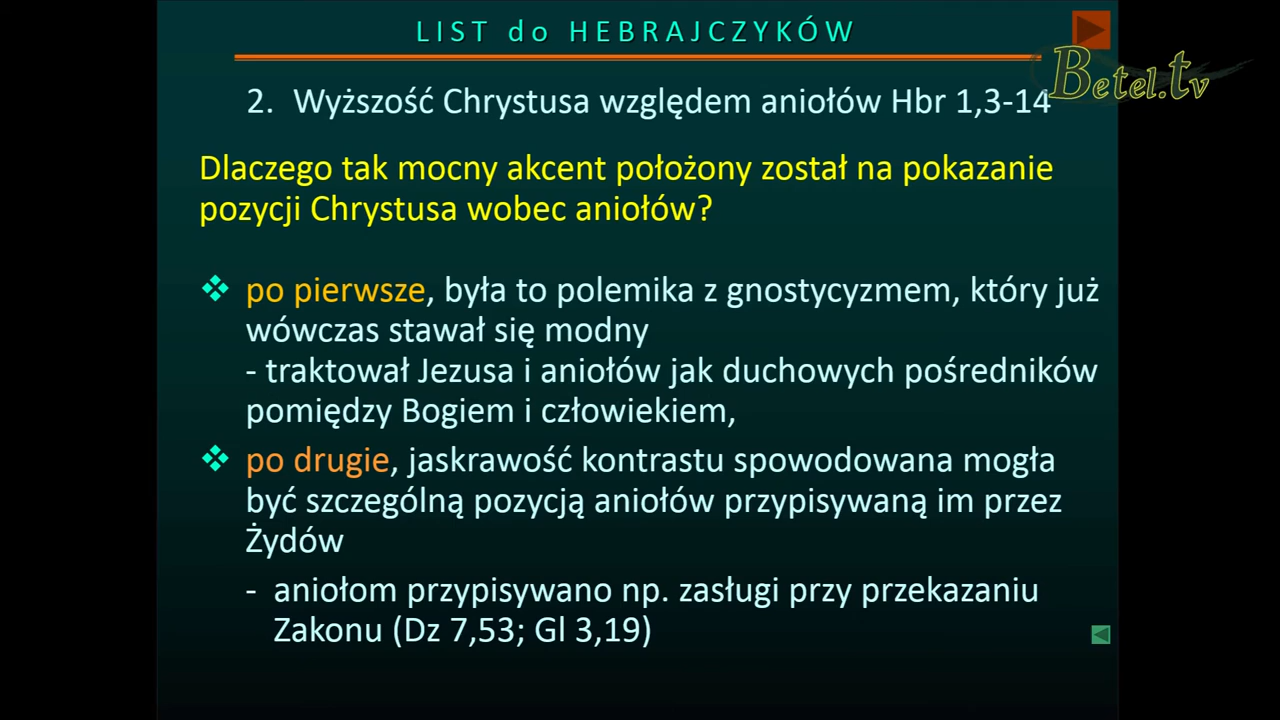 LIST do HEBRAJCZYKÓW
Betel.tv
2. Wyższość Chrystusa względem aniołów Hbr 1,3-14
Dlaczego tak mocny akcent położony został na pokazanie
pozycji Chrystusa wobec aniołów?
❖ po pierwsze, była to polemika z gnostycyzmem, który już
wówczas stawał się modny
- traktował Jezusa i aniołów jak duchowych pośredników
pomiędzy Bogiem i człowiekiem,
❖ po drugie, jaskrawość kontrastu spowodowana mogła
być szczególną pozycją aniołów przypisywaną im przez
Żydów
- aniołom przypisywano np. zasługi przy przekazaniu
Zakonu (Dz 7,53; Gl 3,19)